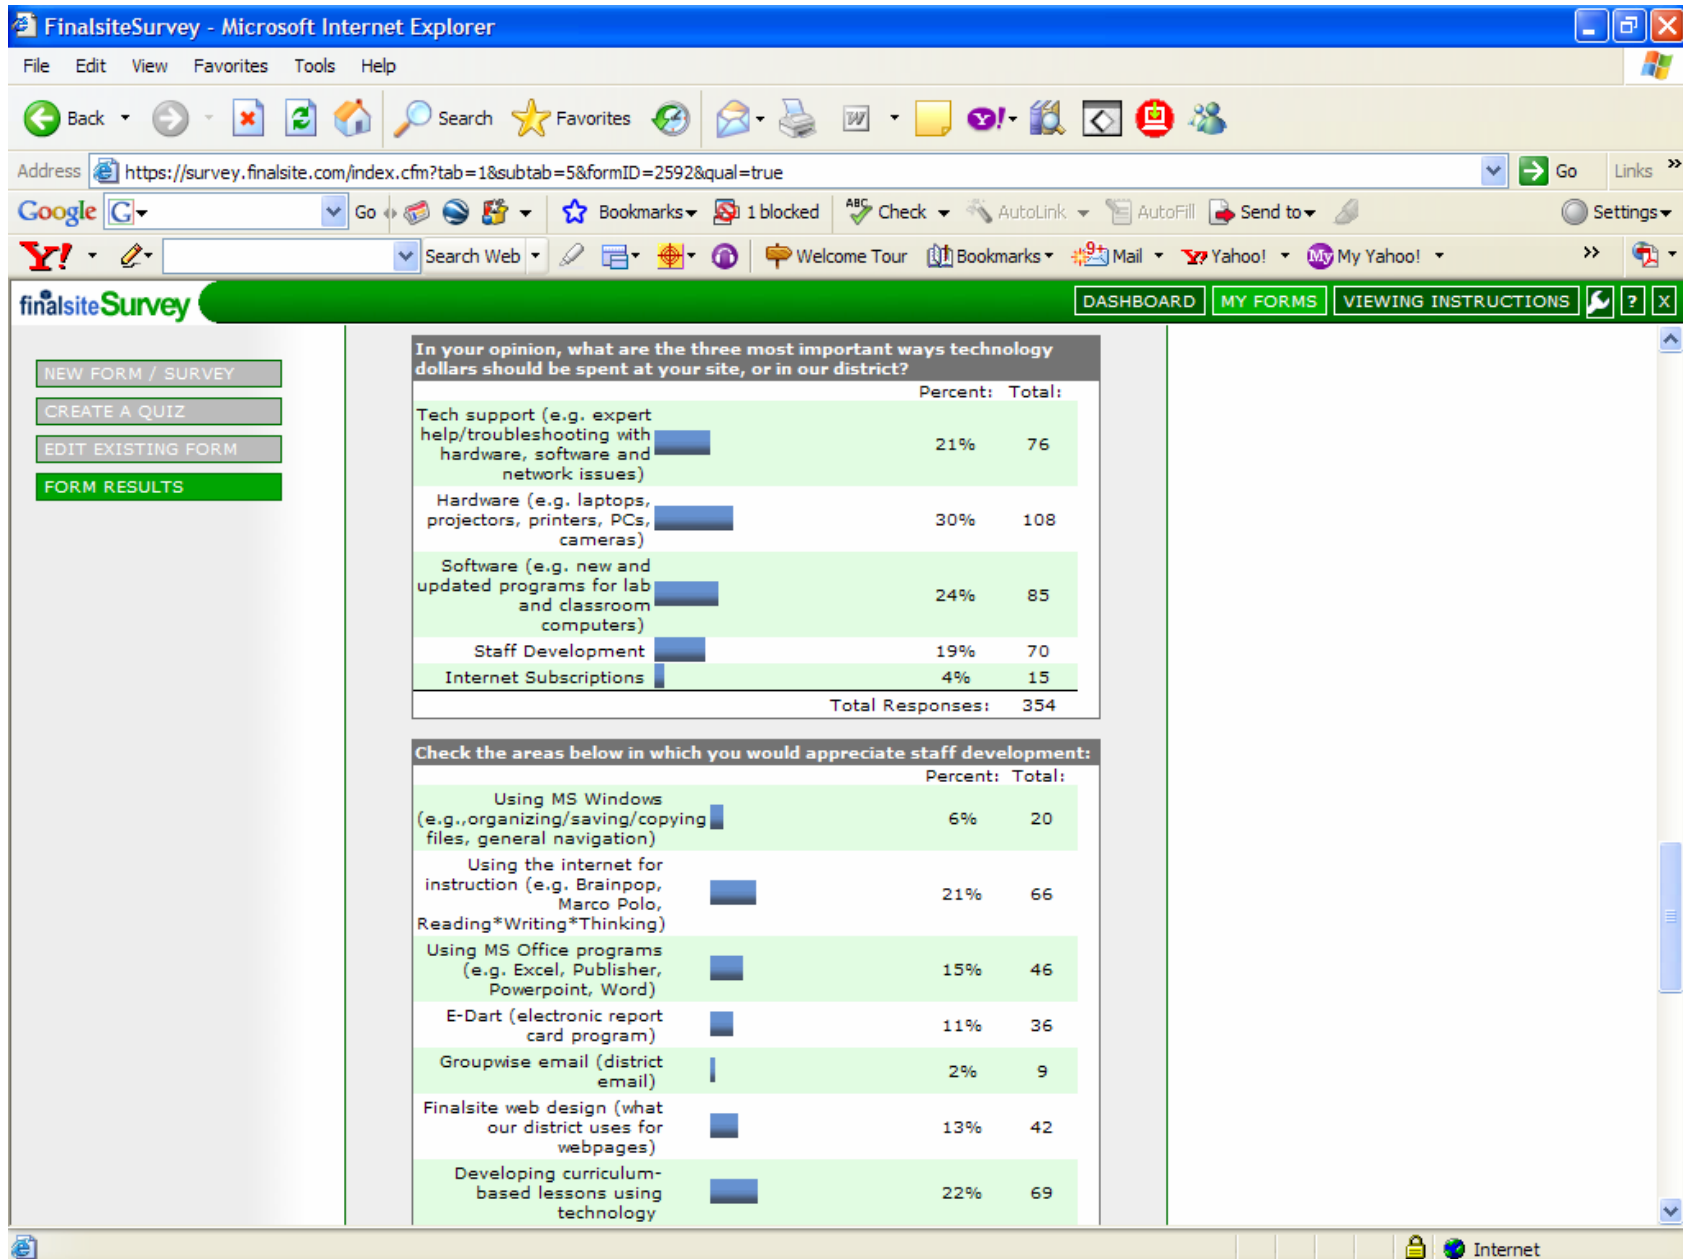 FinalsiteSurvey - Microsoft Internet Explorer
File Edit View Favorites Tools Help
Back Search Favorites
Address https://survey.finalsite.com/index.cfm?tab=1&subtab=5&formID=2592&qual=true Go Links »
Google G Go Bookmarks 1 blocked ABC Check AutoLink AutoFill Send to Settings
Y! Search Web Welcome Tour Bookmarks 9+ Mail Yahoo! My My Yahoo! »
finalsiteSurvey DASHBOARD MY FORMS VIEWING INSTRUCTIONS ? X
NEW FORM / SURVEY
CREATE A QUIZ
EDIT EXISTING FORM
FORM RESULTS
In your opinion, what are the three most important ways technology
dollars should be spent at your site, or in our district?
Percent: Total:
Tech support (e.g. expert
help/troubleshooting with
hardware, software and
network issues)
21% 76
Hardware (e.g. laptops,
projectors, printers, PCs,
cameras)
30% 108
Software (e.g. new and
updated programs for lab
and classroom
computers)
24% 85
Staff Development 19% 70
Internet Subscriptions 4% 15
Total Responses: 354
Check the areas below in which you would appreciate staff development:
Percent: Total:
Using MS Windows
(e.g.,organizing/saving/copying
files, general navigation)
6% 20
Using the internet for
instruction (e.g. Brainpop,
Marco Polo,
Reading*Writing*Thinking)
21% 66
Using MS Office programs
(e.g. Excel, Publisher,
Powerpoint, Word)
15% 46
E-Dart (electronic report
card program)
11% 36
Groupwise email (district
email)
2% 9
Finalsite web design (what
our district uses for
webpages)
13% 42
Developing curriculum-
based lessons using
technology
22% 69
Internet